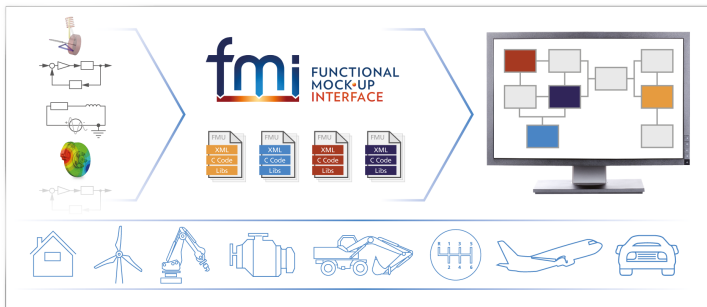 fmi
FUNCTIONAL
MOCK-UP
INTERFACE
FMU
XML
C Code
Libs
FMU
XML
C Code
Libs
FMU
XML
C Code
Libs
FMU
XML
C Code
Libs